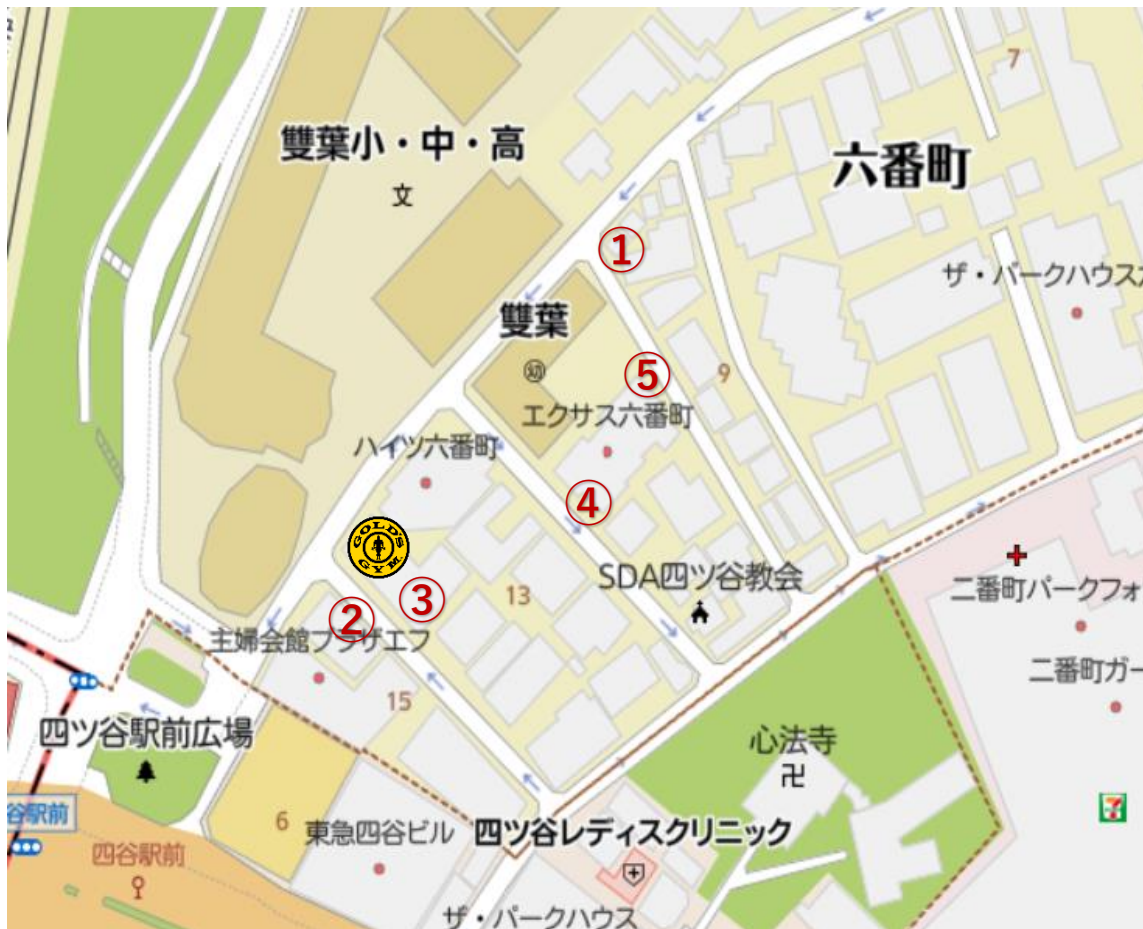 雙葉小・中・高
文
7
六番町
①
ザ・パークハウス
雙葉
幼
⑤
9
エクサス六番町
ハイツ六番町
④
GOLD'S
GYM
SDA四ツ谷教会
二番町パークフォ
③
13
②
主婦会館プラザエフ
二番町ガー
15
四ツ谷駅前広場
心法寺
卍
7
谷駅前
6
東急四谷ビル
四ツ谷レディスクリニック
四谷駅前
ザ・パークハウス